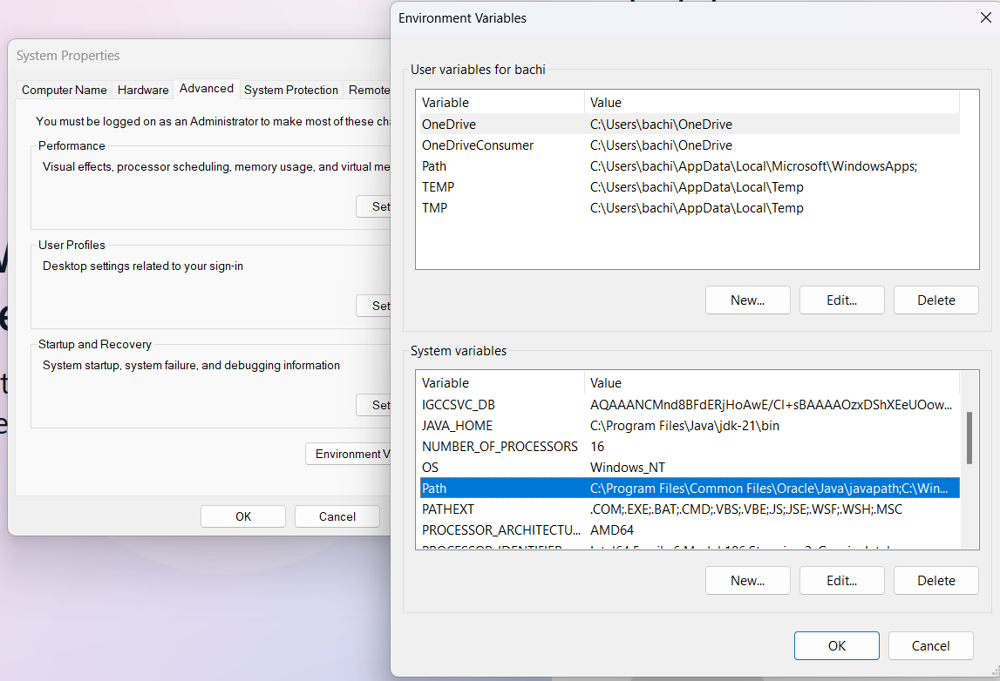 System Properties
Computer Name Hardware Advanced System Protection Remote
You must be logged on as an Administrator to make most of these
Performance
Visual effects, processor scheduling, memory usage, and virtual
Set
User Profiles
Desktop settings related to your sign-in
Set
Startup and Recovery
System startup, system failure, and debugging information
Set
Environment V
OK Cancel
Environment Variables
User variables for bachi
Variable Value
OneDrive C:\Users\bachi\OneDrive
OneDriveConsumer C:\Users\bachi\OneDrive
Path C:\Users\bachi\AppData\Local\Microsoft\WindowsApps;
TEMP C:\Users\bachi\AppData\Local\Temp
TMP C:\Users\bachi\AppData\Local\Temp
New... Edit... Delete
System variables
Variable Value
IGCCSVC_DB AQAAANCMnd8BFdERjHoAwE/Cl+sBAAAAOzxDShXEeUOow...
JAVA_HOME C:\Program Files\Java\jdk-21\bin
NUMBER_OF_PROCESSORS 16
OS Windows_NT
Path C:\Program Files\Common Files\Oracle\Java\javapath;C:\Win...
PATHEXT .COM;.EXE;.BAT;.CMD;.VBS;.VBE;.JS;.JSE;.WSF;.WSH;.MSC
PROCESSOR_ARCHITECTU... AMD64
New... Edit... Delete
OK Cancel